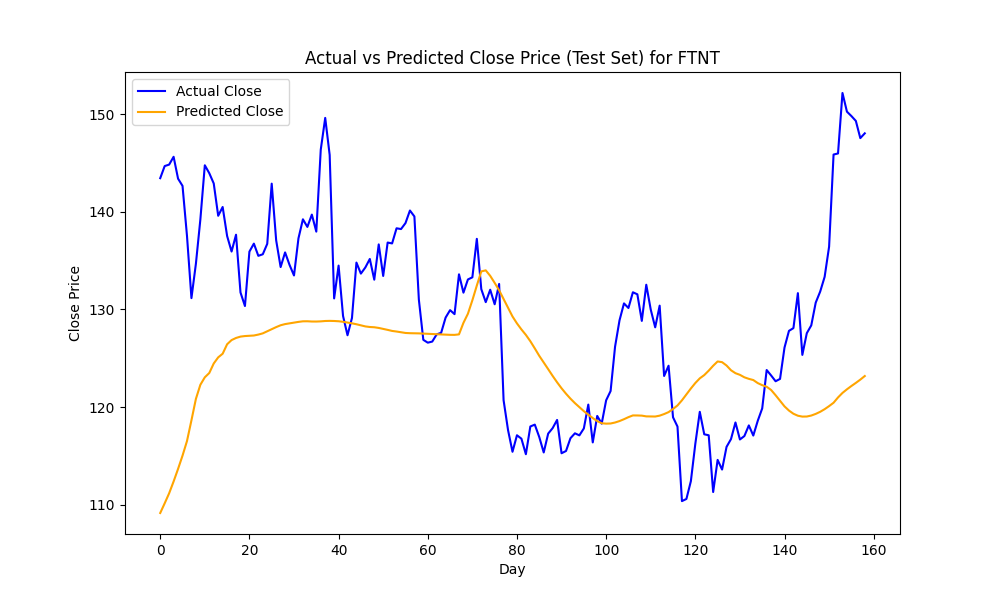 Actual vs Predicted Close Price (Test Set) for FTNT
Actual Close
Predicted Close
150
140
130
120
110
Close Price
0 20 40 60 80 100 120 140 160
Day